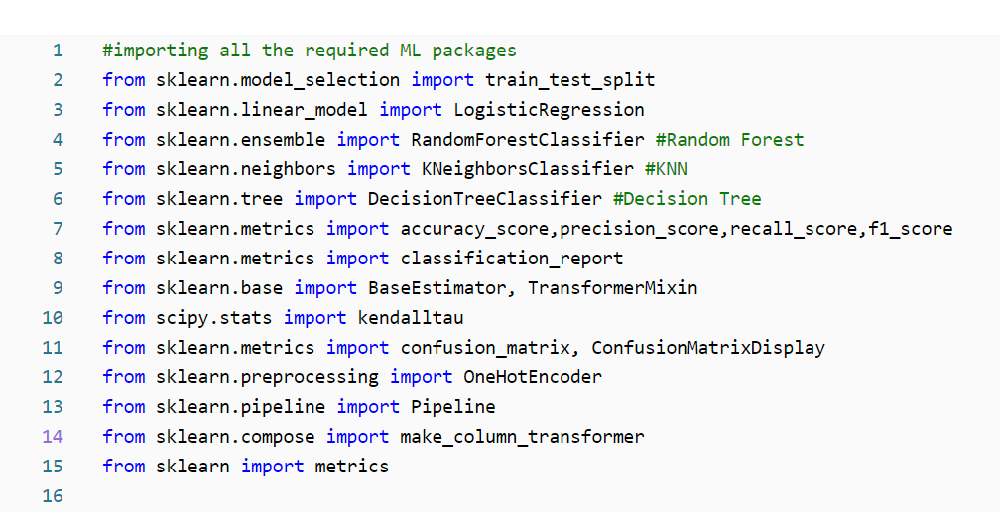 1 #importing all the required ML packages
2 from sklearn.model_selection import train_test_split
3 from sklearn.linear_model import LogisticRegression
4 from sklearn.ensemble import RandomForestClassifier #Random Forest
5 from sklearn.neighbors import KNeighborsClassifier #KNN
6 from sklearn.tree import DecisionTreeClassifier #Decision Tree
7 from sklearn.metrics import accuracy_score,precision_score,recall_score,f1_score
8 from sklearn.metrics import classification_report
9 from sklearn.base import BaseEstimator, TransformerMixin
10 from scipy.stats import kendalltau
11 from sklearn.metrics import confusion_matrix, ConfusionMatrixDisplay
12 from sklearn.preprocessing import OneHotEncoder
13 from sklearn.pipeline import Pipeline
14 from sklearn.compose import make_column_transformer
15 from sklearn import metrics
16